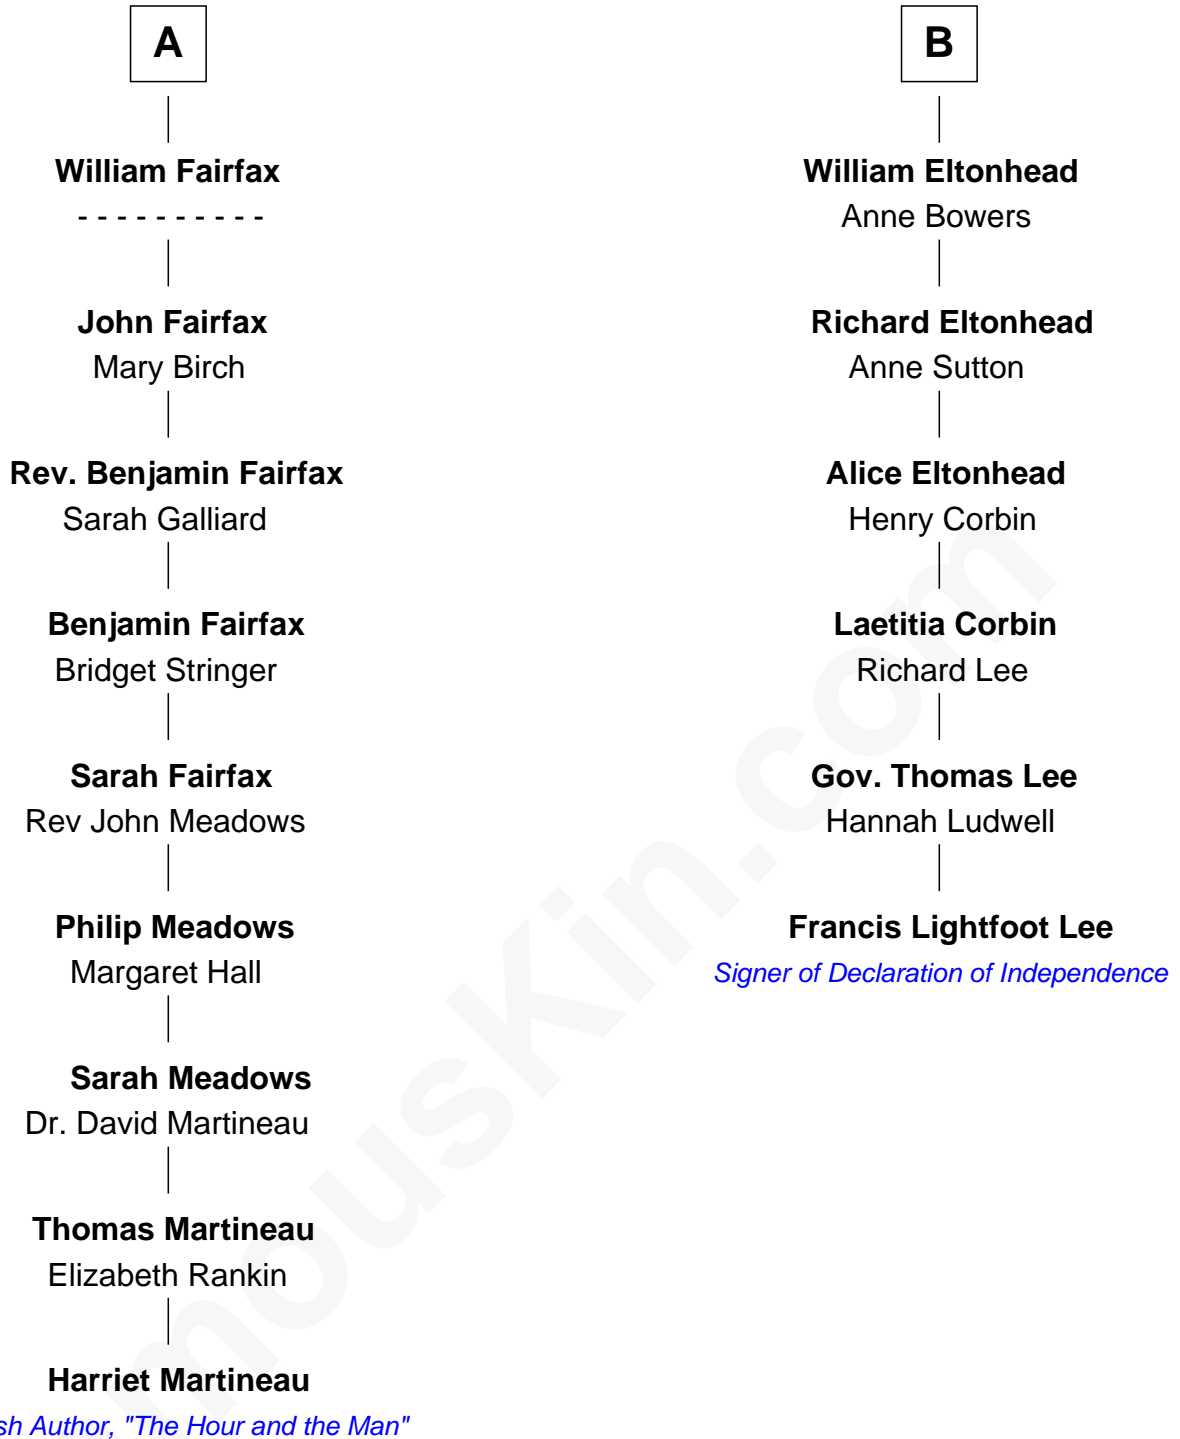 A
William Fairfax
- - - - - - - - - -
John Fairfax
Mary Birch
Rev. Benjamin Fairfax
Sarah Galliard
Benjamin Fairfax
Bridget Stringer
Sarah Fairfax
Rev John Meadows
Philip Meadows
Margaret Hall
Sarah Meadows
Dr. David Martineau
Thomas Martineau
Elizabeth Rankin
Harriet Martineau
sh Author, "The Hour and the Man"
B
William Eltonhead
Anne Bowers
Richard Eltonhead
Anne Sutton
Alice Eltonhead
Henry Corbin
Laetitia Corbin
Richard Lee
Gov. Thomas Lee
Hannah Ludwell
Francis Lightfoot Lee
Signer of Declaration of Independence
mousKin.com